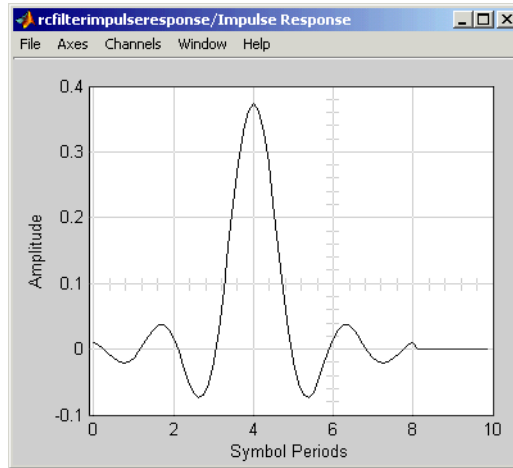 rcfilterimpulseresponse/Impulse Response
File Axes Channels Window Help
0.4
0.3
0.2
0.1
0
-0.1
Amplitude
0 2 4 6 8 10
Symbol Periods